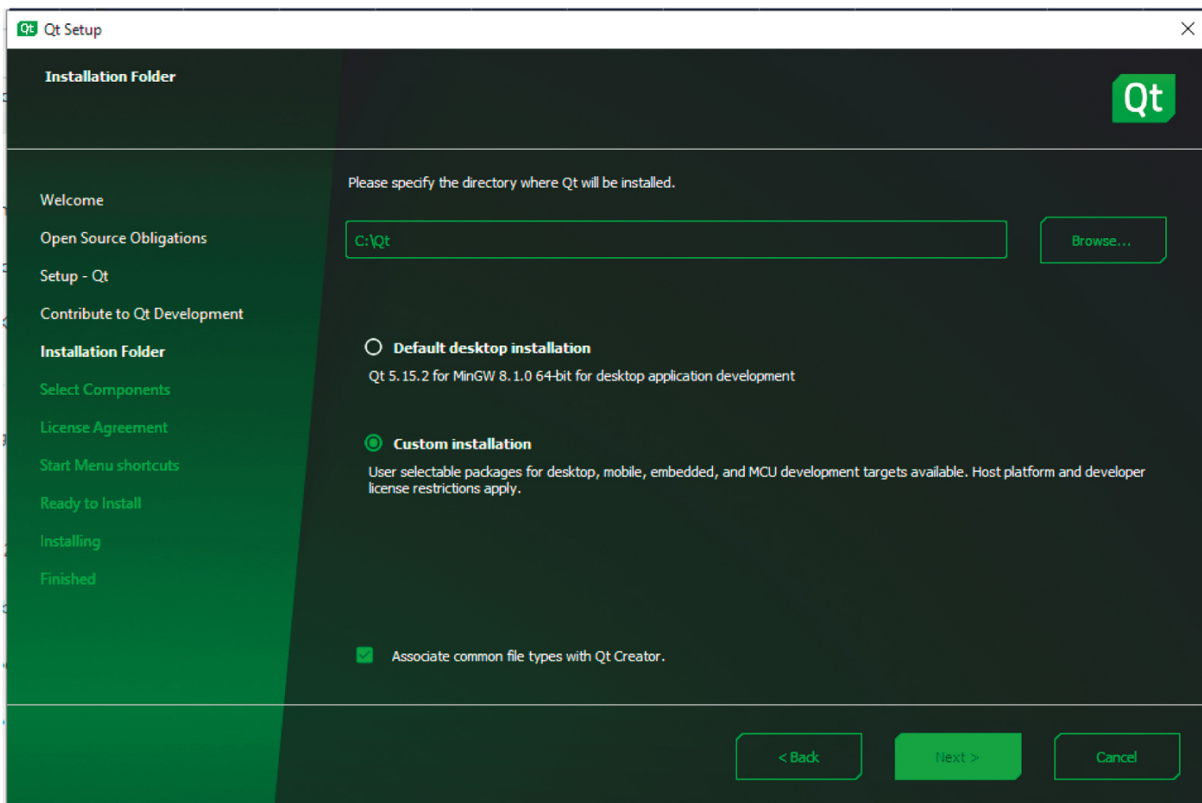 Qt Qt Setup
Installation Folder
Qt
Welcome
Open Source Obligations
Setup - Qt
Contribute to Qt Development
Installation Folder
Select Components
License Agreement
Start Menu shortcuts
Ready to Install
Installing
Finished
Please specify the directory where Qt will be installed.
C:\Qt
Browse...
Default desktop installation
Qt 5.15.2 for MinGW 8.1.0 64-bit for desktop application development
Custom installation
User selectable packages for desktop, mobile, embedded, and MCU development targets available. Host platform and developer
license restrictions apply.
Associate common file types with Qt Creator.
< Back
Next >
Cancel